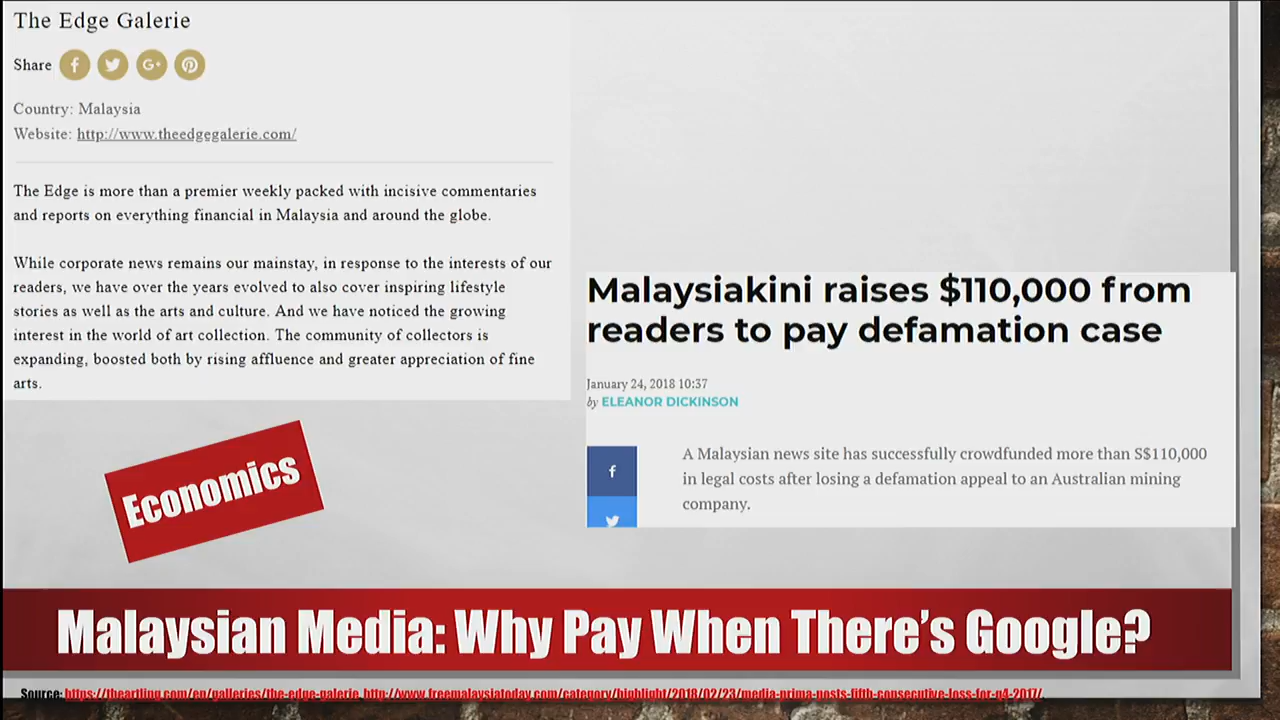 The Edge Galerie
Share
Country: Malaysia
Website: http://www.theedgegalerie.com/
The Edge is more than a premier weekly packed with incisive commentaries
and reports on everything financial in Malaysia and around the globe.
While corporate news remains our mainstay, in response to the interests of our
readers, we have over the years evolved to also cover inspiring lifestyle
stories as well as the arts and culture. And we have noticed the growing
interest in the world of art collection. The community of collectors is
expanding, boosted both by rising affluence and greater appreciation of fine
arts.
Malaysiakini raises $110,000 from
readers to pay defamation case
January 24, 2018 10:37
by ELEANOR DICKINSON
A Malaysian news site has successfully crowdfunded more than S$110,000
in legal costs after losing a defamation appeal to an Australian mining
company.
Economics
Malaysian Media: Why Pay When There's Google?
Source: https://theartling.com/en/galleries/the-edge-galerie, http://www.freemalaysiatoday.com/category/highlight/2018/02/23/media-prima-posts-fifth-consecutive-loss-for-q4-2017/,